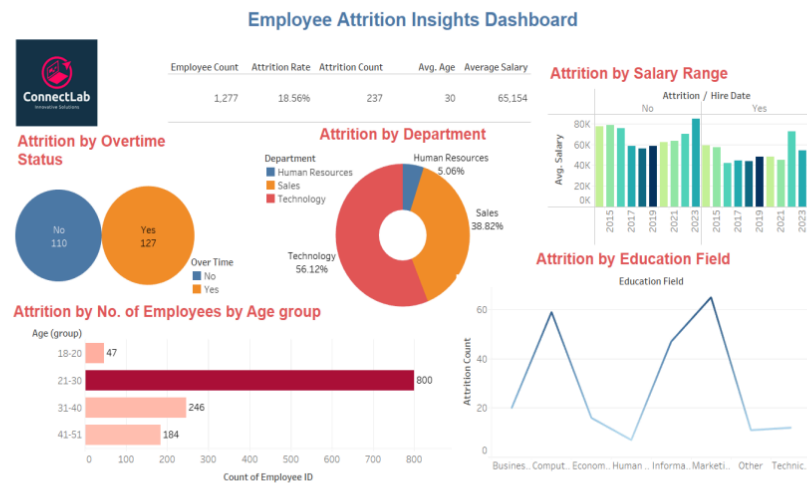 Employee Attrition Insights Dashboard
ConnectLab
Innovative Solutions
Employee Count Attrition Rate Attrition Count Avg. Age Average Salary
1,277 18.56% 237 30 65,154
Attrition by Overtime
Status
No
110
Yes
127
Over Time
No
Yes
Attrition by Department
Department
Human Resources
Sales
Technology
Human Resources
5.06%
Sales
38.82%
Technology
56.12%
Attrition by Salary Range
Attrition / Hire Date
No Yes
Avg. Salary
80K
60K
40K
20K
0K
2015 2017 2019 2021 2023 2015 2017 2019 2021 2023
Attrition by No. of Employees by Age group
Age (group)
18-20 47
21-30 800
31-40 246
41-51 184
0 100 200 300 400 500 600 700 800
Count of Employee ID
Attrition by Education Field
Education Field
Attrition Count
60
40
20
0
Busines.. Comput.. Econom.. Human .. Informa.. Marketi.. Other Technic..